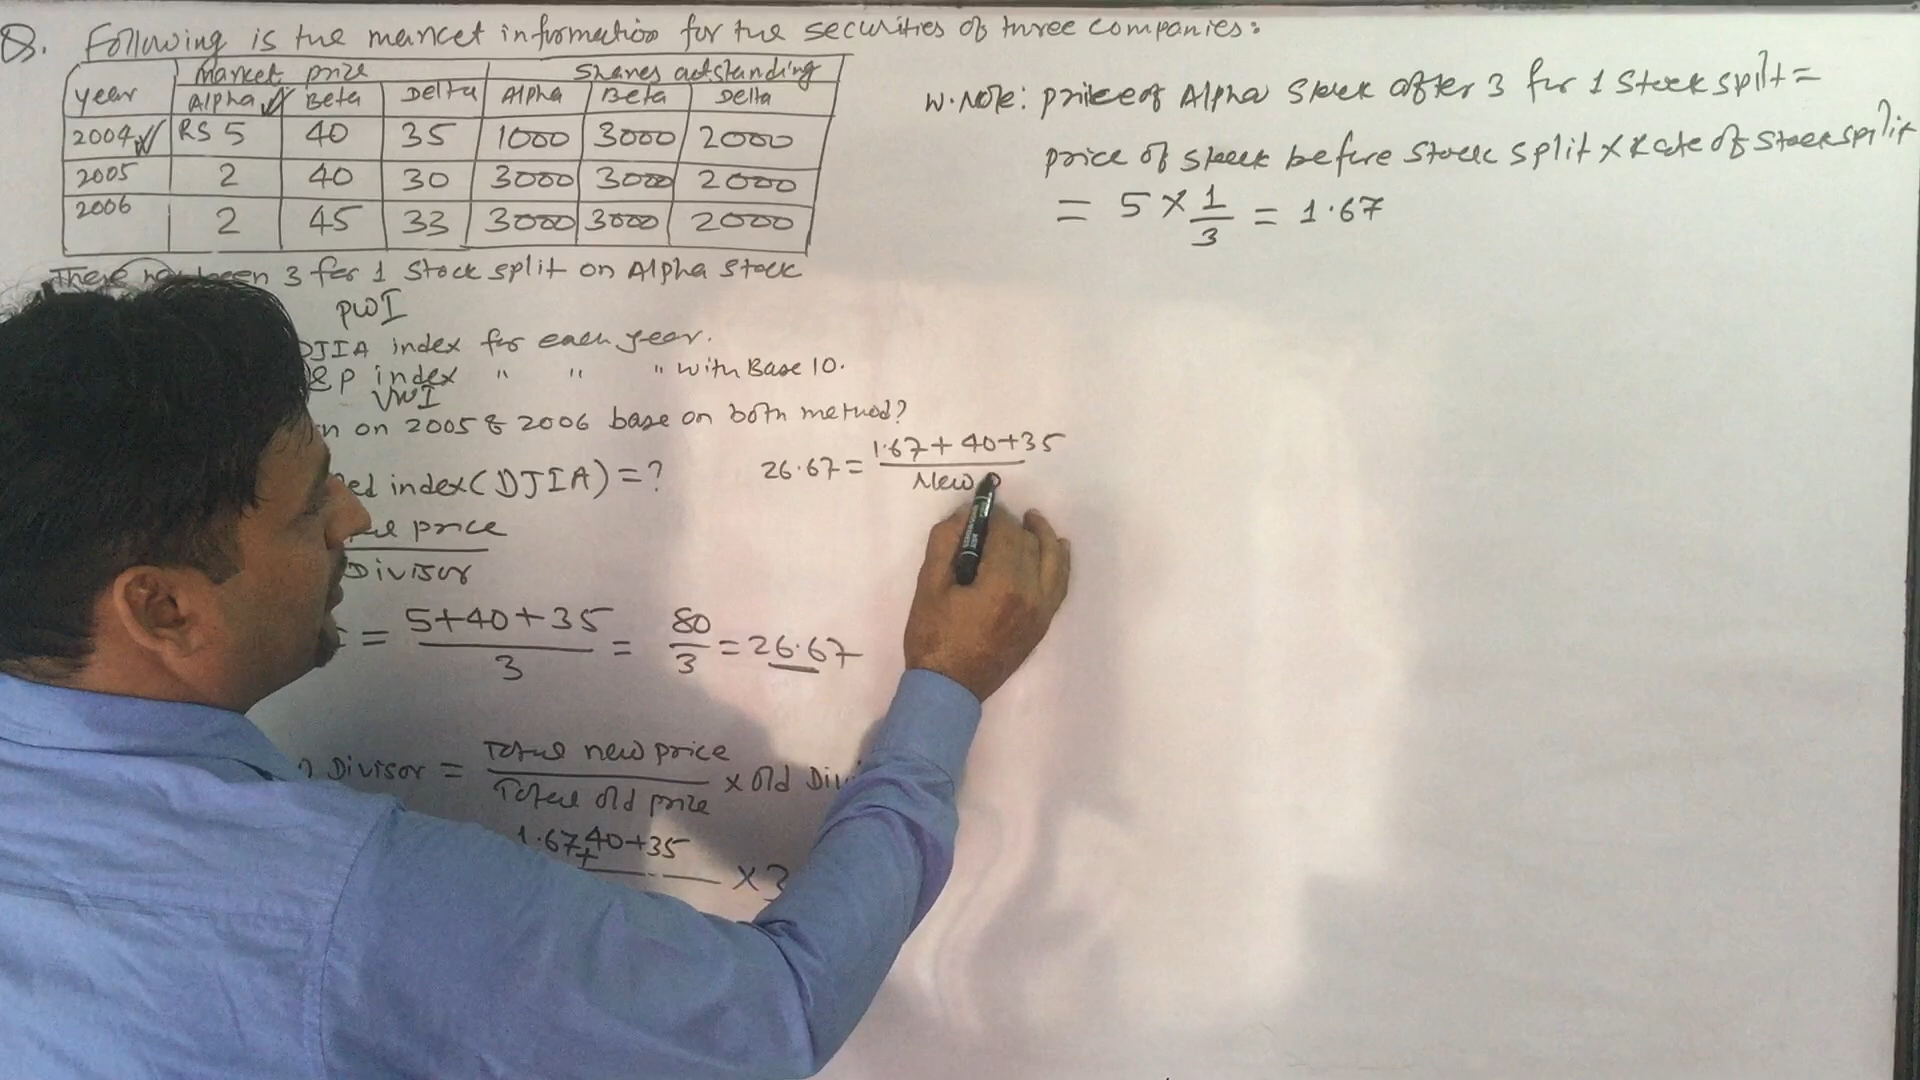 Q. Following is the market information for the securities of three companies:
Market prize Shares outstanding
year Alpha Beta Delta Alpha Beta Delta
2004 RS 5 40 35 1000 3000 2000
2005 2 40 30 3000 3000 2000
2006 2 45 33 3000 3000 2000
There been 3 for 1 Stock split on Alpha Stock
PWI
DJIA index for each year.
&P index " " " with Base 10.
VWI
on 2005 & 2006 base on both method?
ed index (DJIA) = ?
price
Divisor
= 5+40+35 / 3 = 80 / 3 = 26.67
Divisor = Total new price / Total old prize × old Div
1.67+40+35
× 3
26.67 = 1.67 + 40+35 / New
W.Note: price of Alpha Stock after 3 for 1 Stock split =
price of stock before stock split × Rate of stock split
= 5 × 1/3 = 1.67